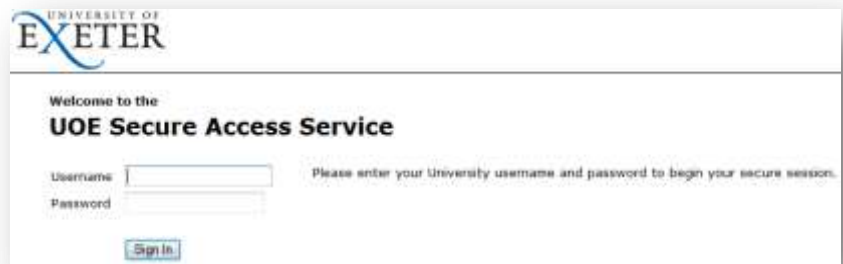 UNIVERSITY OF
EXETER
Welcome to the
UOE Secure Access Service
Username
Please enter your University username and password to begin your secure session.
Password
Sign In